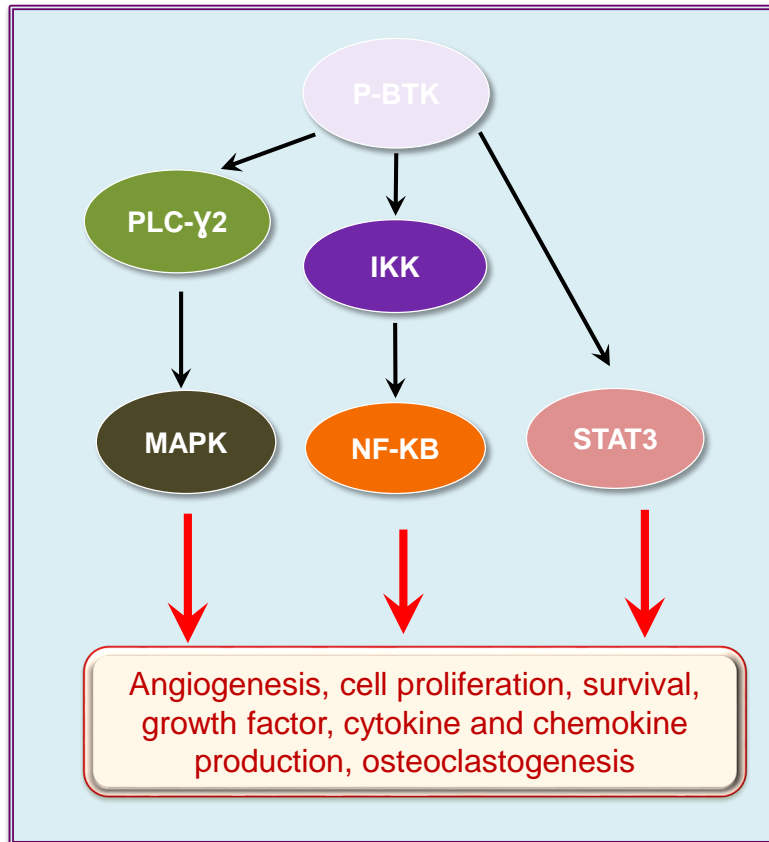 P-BTK
PLC-Ɣ2
IKK
MAPK
NF-KB
STAT3
Angiogenesis, cell proliferation, survival,
growth factor, cytokine and chemokine
production, osteoclastogenesis